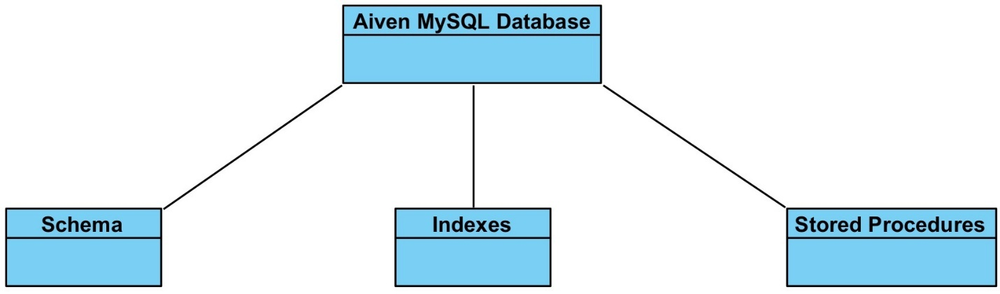 Aiven MySQL Database
Schema
Indexes
Stored Procedures